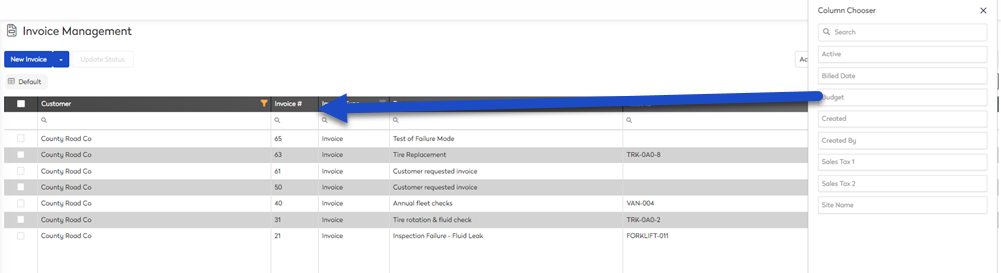 Column Chooser
Invoice Management
Search
New Invoice
Update Status
Active
Billed Date
Default
Budget
Customer
Invoice #
Created
Created By
Sales Tax 1
Sales Tax 2
Site Name
County Road Co 65 Invoice Test of Failure Mode
County Road Co 63 Invoice Tire Replacement TRK-0A0-8
County Road Co 61 Invoice Customer requested invoice
County Road Co 50 Invoice Customer requested invoice
County Road Co 40 Invoice Annual fleet checks VAN-004
County Road Co 31 Invoice Tire rotation & fluid check TRK-0A0-2
County Road Co 21 Invoice Inspection Failure - Fluid Leak FORKLIFT-011